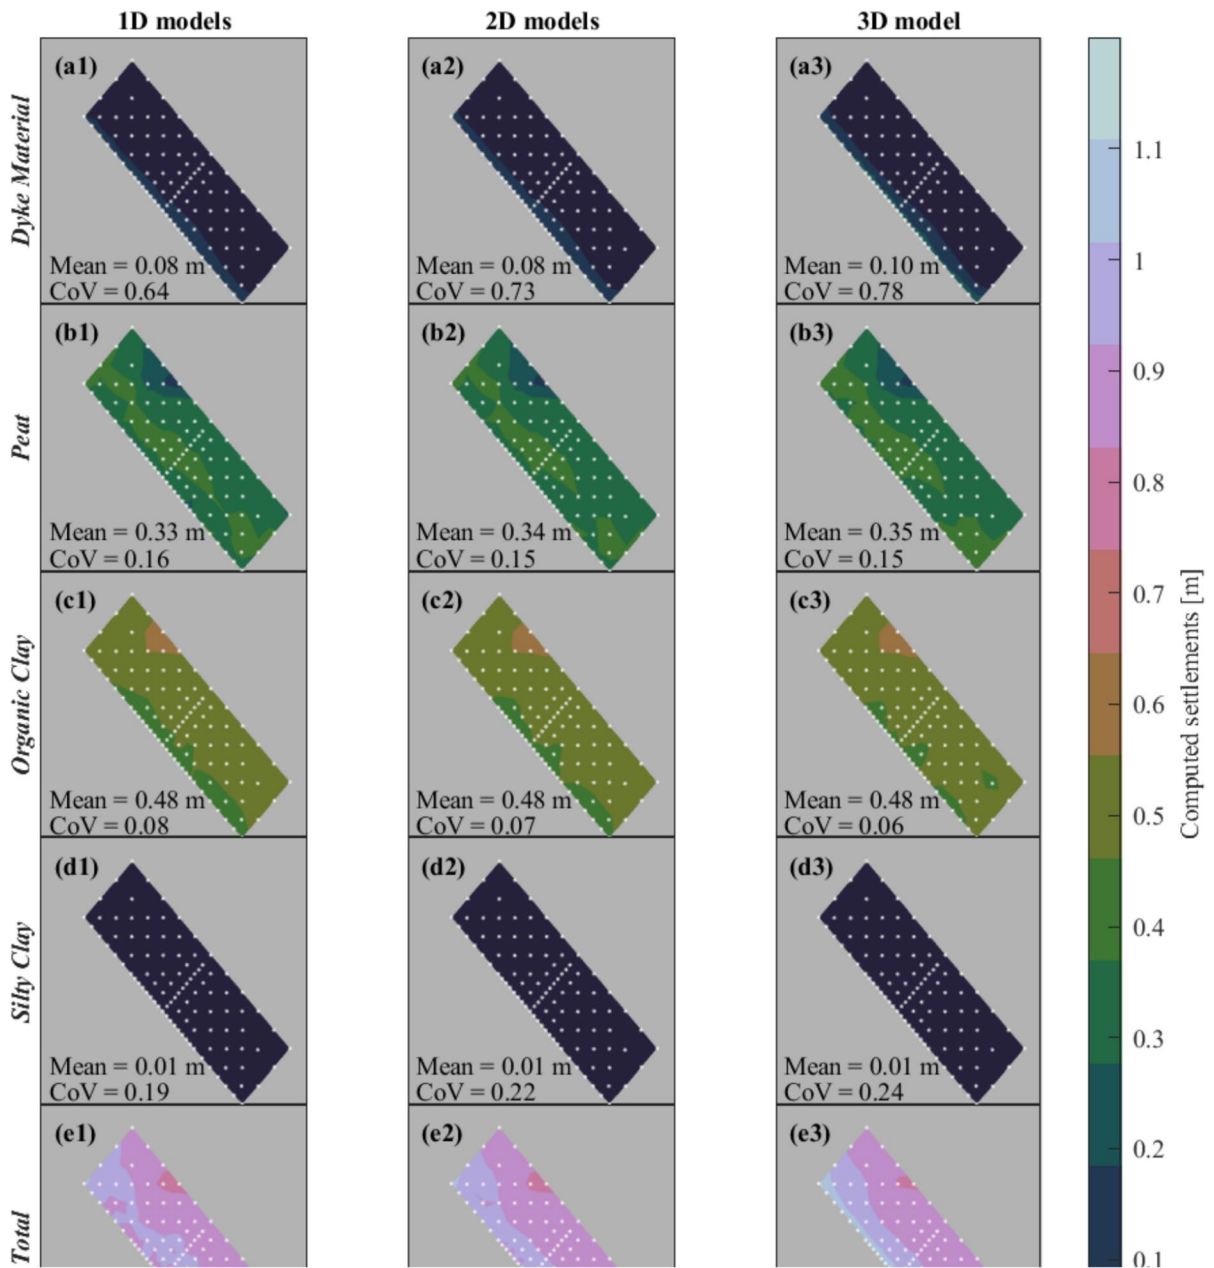 1D models 2D models 3D model
Dyke Material
(a1) (a2) (a3)
Mean = 0.08 m Mean = 0.08 m Mean = 0.10 m
CoV = 0.64 CoV = 0.73 CoV = 0.78
Peat
(b1) (b2) (b3)
Mean = 0.33 m Mean = 0.34 m Mean = 0.35 m
CoV = 0.16 CoV = 0.15 CoV = 0.15
Organic Clay
(c1) (c2) (c3)
Mean = 0.48 m Mean = 0.48 m Mean = 0.48 m
CoV = 0.08 CoV = 0.07 CoV = 0.06
Silty Clay
(d1) (d2) (d3)
Mean = 0.01 m Mean = 0.01 m Mean = 0.01 m
CoV = 0.19 CoV = 0.22 CoV = 0.24
Total
(e1) (e2) (e3)
1.1
1
0.9
0.8
0.7
0.6
0.5
0.4
0.3
0.2
0.1
Computed settlements [m]